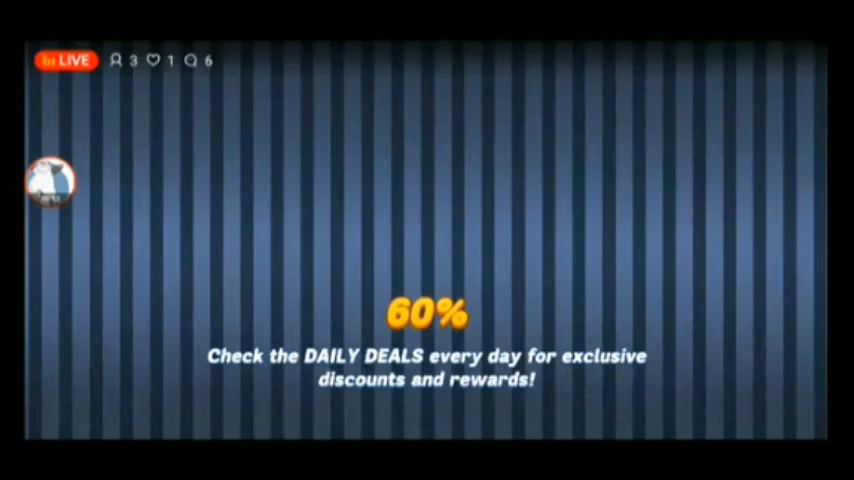 LIVE 3 1 6
60%
Check the DAILY DEALS every day for exclusive
discounts and rewards!